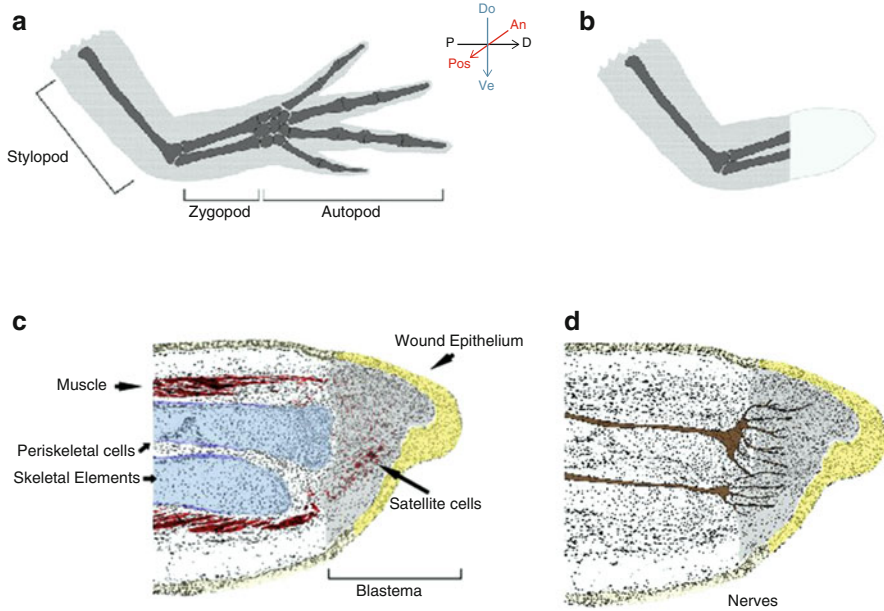 a
Do
An
P
D
Pos
Ve
Stylopod
Zygopod
Autopod
b
c
Wound Epithelium
Muscle
Periskeletal cells
Skeletal Elements
Satellite cells
Blastema
d
Nerves